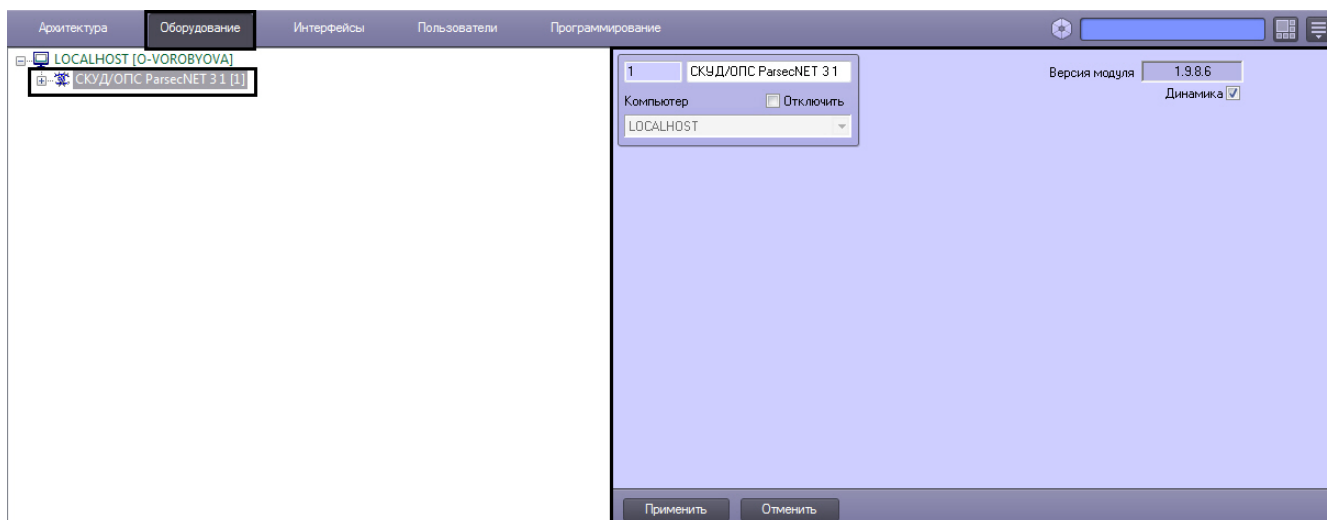 Архитектура Оборудование Интерфейсы Пользователи Программирование
LOCALHOST [O-VOROBYOVA]
СКУД/ОПС ParsecNET 3 1 [1]
1 СКУД/ОПС ParsecNET 3 1
Компьютер Отключить
LOCALHOST
Версия модуля 1.9.8.6
Динамика
Применить Отменить